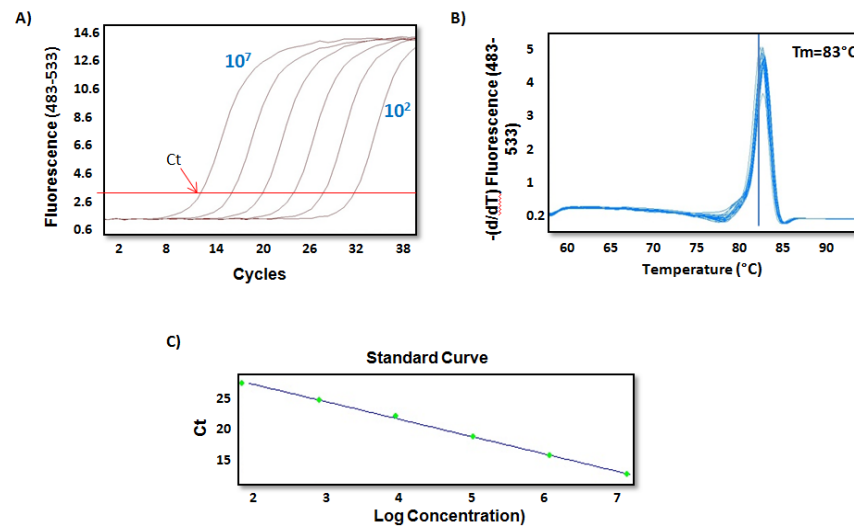 A)
Fluorescence (483-533)
14.6
12.6
10.6
8.6
6.6
4.6
2.6
0.6
10⁷
10²
Ct
2 8 14 20 26 32 38
Cycles
B)
-(d/dT) Fluorescence (483-
533)
5
4
3
2
1
0.2
Tm=83°C
60 65 70 75 80 85 90
Temperature (°C)
C)
Standard Curve
Ct
25
20
15
2 3 4 5 6 7
Log Concentration)